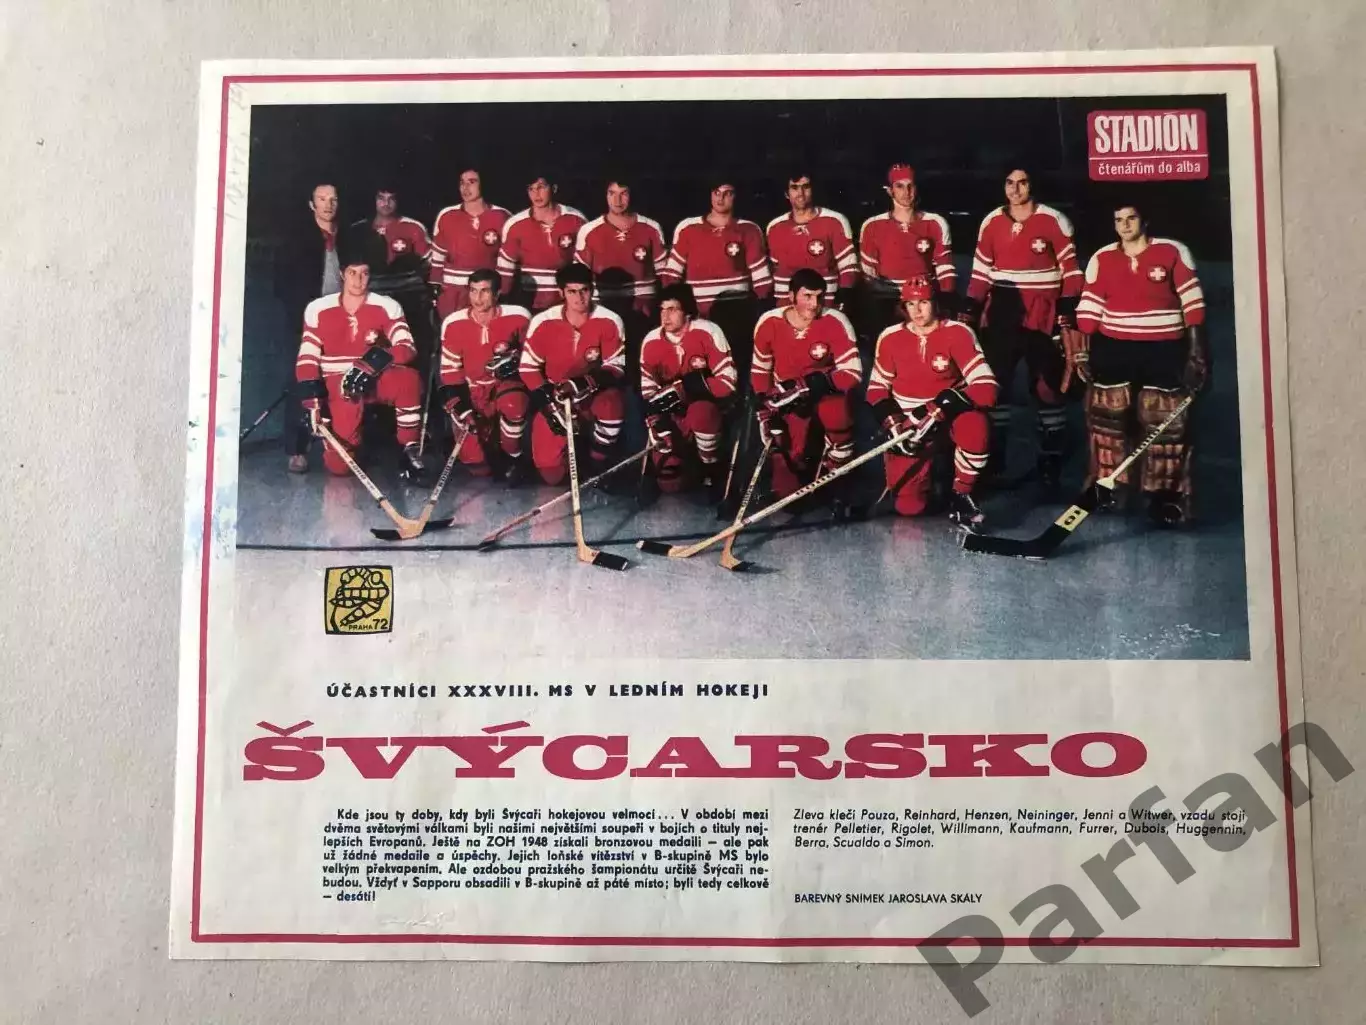 STADIÓN
čtenářům do alba
PRAHA 72
ÚČASTNÍCI XXXVIII. MS V LEDNÍM HOKEJI
ŠVÝCARSKO
Kde jsou ty doby, kdy byli Švýcaři hokejovou velmocí... V období mezi
dvěma světovými válkami byli našimi největšími soupeři v bojích o tituly nej-
lepších Evropanů. Ještě na ZOH 1948 získali bronzovou medaili – ale pak
už žádné medaile a úspěchy. Jejich loňské vítězství v B-skupině MS bylo
velkým překvapením. Ale ozdobou pražského šampionátu určitě Švýcaři ne-
budou. Vždyť v Sapporu obsadili v B-skupině až páté místo; byli tedy celkově
– desátí!
Zleva klečí Pouza, Reinhard, Henzen, Neininger, Jenni a Witwer, vzadu stojí
trenér Pelletier, Rigolet, Willlmann, Kaufmann, Furrer, Dubois, Huggennin,
Berra, Scualdo a Simon.
BAREVNÝ SNÍMEK JAROSLAVA SKÁLY
Parfan